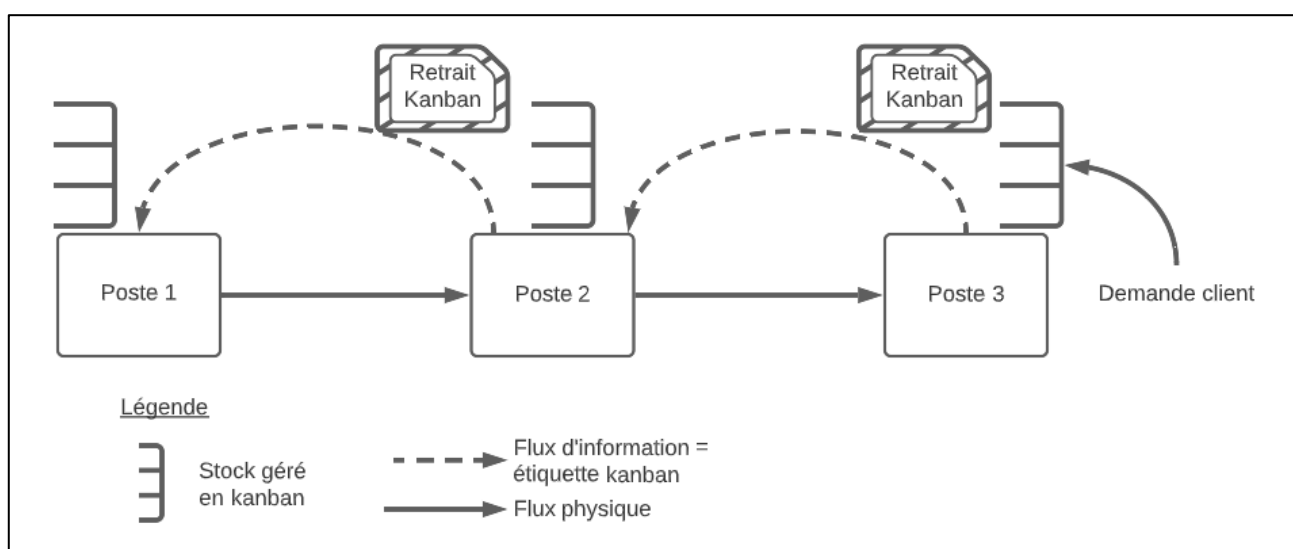 Retrait
Kanban
Retrait
Kanban
Poste 1
Poste 2
Poste 3
Demande client
Légende
Stock géré
en kanban
Flux d'information =
étiquette kanban
Flux physique